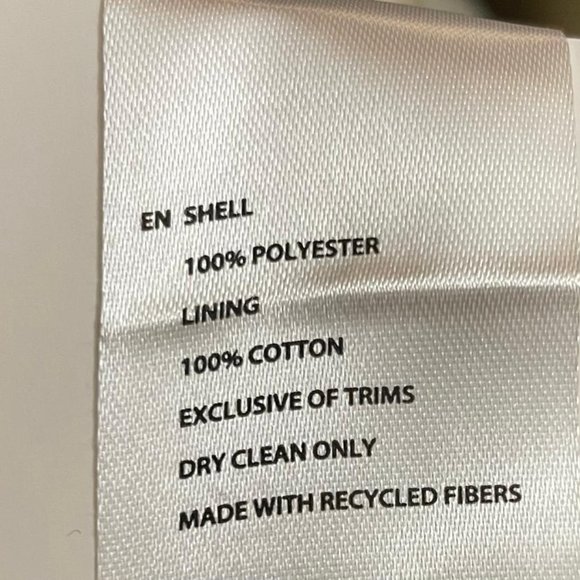 EN SHELL
100% POLYESTER
LINING
100% COTTON
EXCLUSIVE OF TRIMS
DRY CLEAN ONLY
MADE WITH RECYCLED FIBERS